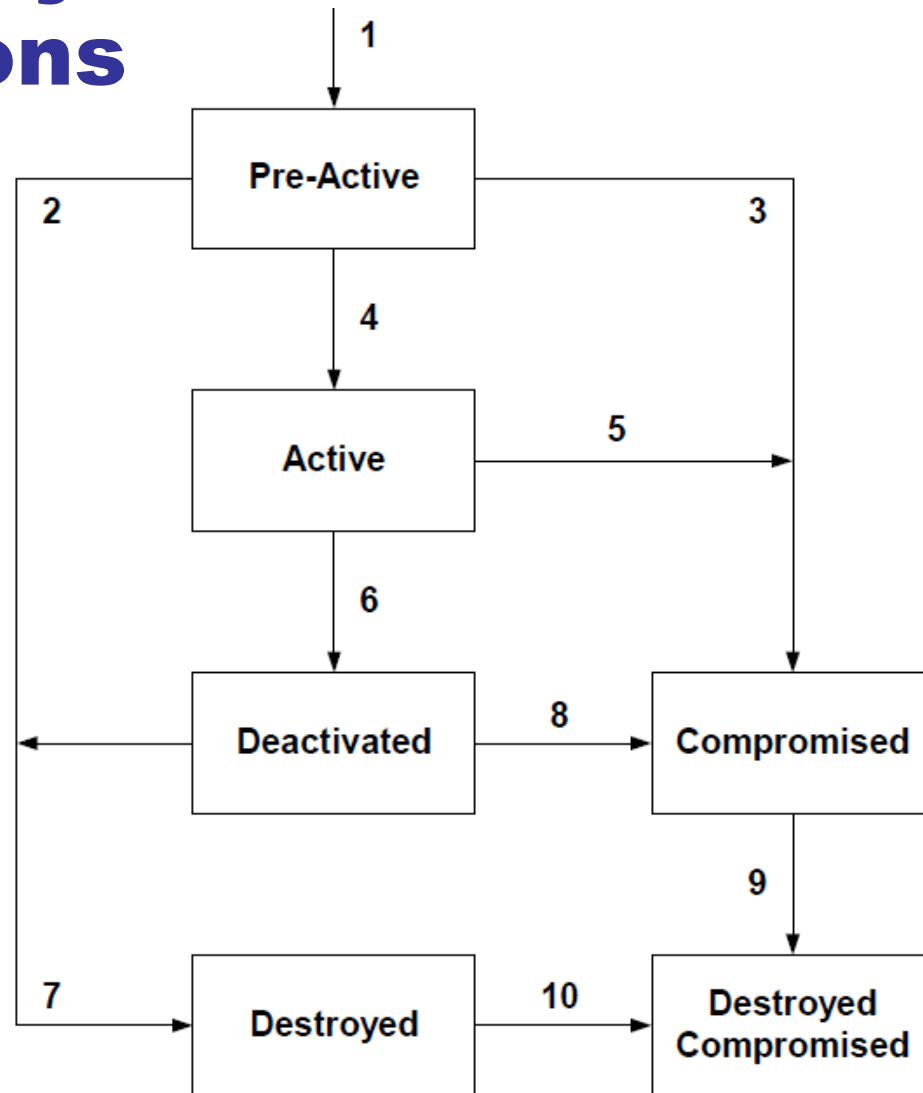 ons
1
Pre-Active
2
3
4
Active
5
6
Deactivated
8
Compromised
9
7
Destroyed
10
Destroyed
Compromised